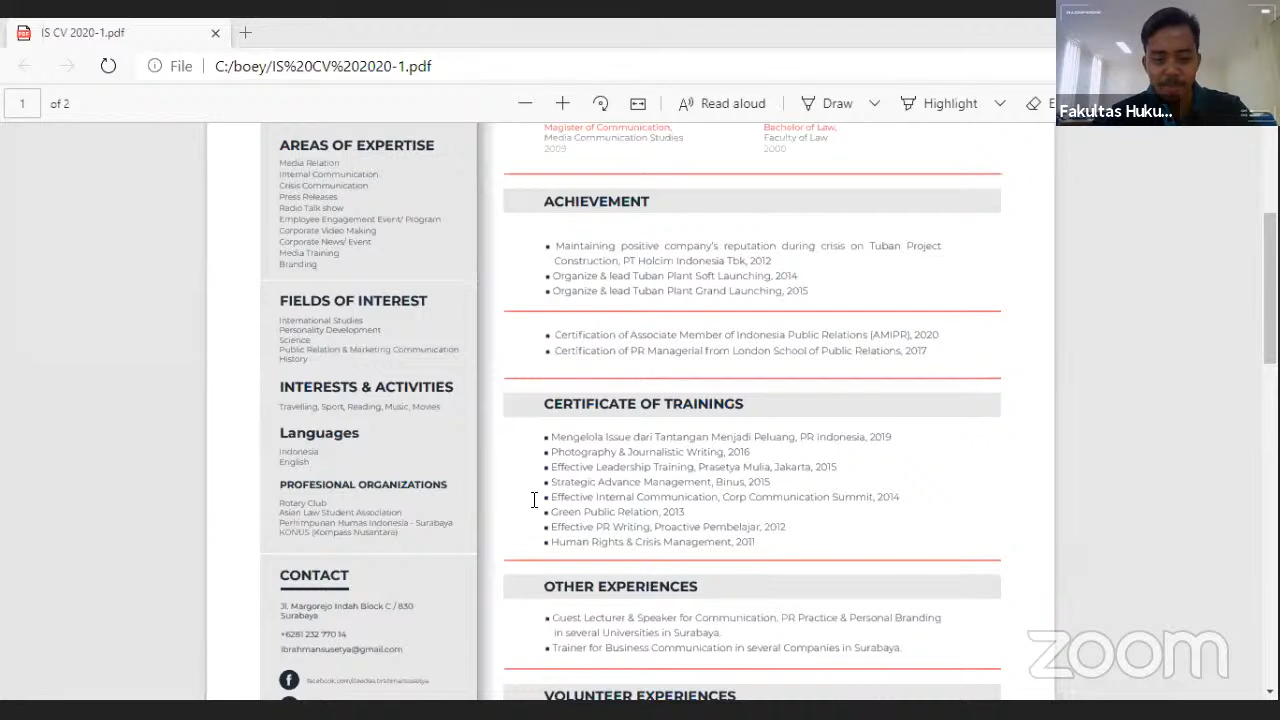 IS CV 2020-1.pdf
File
C:/boey/IS%20CV%202020-1.pdf
1
of 2
Read aloud
Draw
Highlight
Fakultas Huku...
AREAS OF EXPERTISE
Media Relation
Internal Communication
Crisis Communication
Press Releases
Radio Talk show
Employee Engagement Event/ Program
Corporate Video Making
Corporate News/ Event
Media Training
Branding
FIELDS OF INTEREST
International Studies
Personality Development
Science
Public Relation & Marketing Communication
History
INTERESTS & ACTIVITIES
Travelling, Sport, Reading, Music, Movies
Languages
Indonesia
English
PROFESIONAL ORGANIZATIONS
Rotary Club
Asian Law Student Association
Perhimpunan Humas Indonesia - Surabaya
KONUS (Kompass Nusantara)
CONTACT
Jl. Margorejo Indah Block C / 830
Surabaya
+6281 232 770 14
ibrahmansusetya@gmail.com
Magister of Communication,
Media Communication Studies
2009
Bachelor of Law,
Faculty of Law
2000
ACHIEVEMENT
Maintaining positive company's reputation during crisis on Tuban Project
Construction, PT Holcim Indonesia Tbk, 2012
Organize & lead Tuban Plant Soft Launching, 2014
Organize & lead Tuban Plant Grand Launching, 2015
Certification of Associate Member of Indonesia Public Relations (AMIPR), 2020
Certification of PR Managerial from London School of Public Relations, 2017
CERTIFICATE OF TRAININGS
Mengelola Issue dari Tantangan Menjadi Peluang, PR Indonesia, 2019
Photography & Journalistic Writing, 2016
Effective Leadership Training, Prasetya Mulia, Jakarta, 2015
Strategic Advance Management, Binus, 2015
Effective Internal Communication, Corp Communication Summit, 2014
Green Public Relation, 2013
Effective PR Writing, Proactive Pembelajar, 2012
Human Rights & Crisis Management, 2011
OTHER EXPERIENCES
Guest Lecturer & Speaker for Communication, PR Practice & Personal Branding
in several Universities in Surabaya.
Trainer for Business Communication in several Companies in Surabaya.
VOLUNTEER EXPERIENCES
zoom